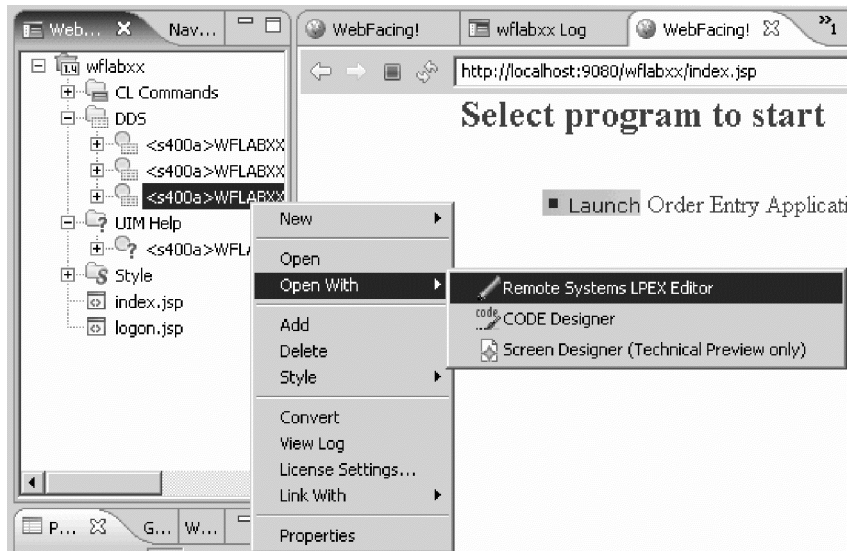 Web...
Nav...
WebFacing!
wflabxx Log
WebFacing!
1
wflabxx
CL Commands
DDS
<s400a>WFLABXX
<s400a>WFLABXX
<s400a>WFLABXX
UIM Help
<s400a>WFL
Style
index.jsp
logon.jsp
http://localhost:9080/wflabxx/index.jsp
Select program to start
Launch Order Entry Applicati
New
Open
Open With
Add
Delete
Style
Convert
View Log
License Settings...
Link With
Properties
Remote Systems LPEX Editor
CODE Designer
Screen Designer (Technical Preview only)
P...
G...
W...